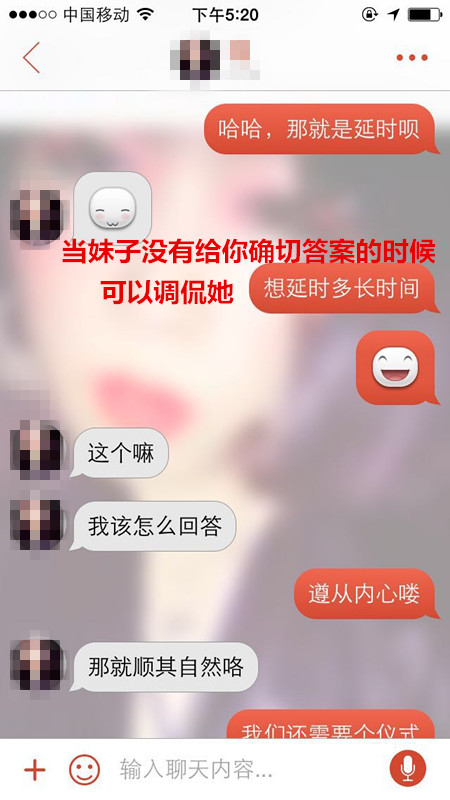 中国移动 下午5:20
哈哈，那就是延时呗
当妹子没有给你确切答案的时候
可以调侃她
想延时多长时间
这个嘛
我该怎么回答
遵从内心喽
那就顺其自然咯
我们还需要个仪式
输入聊天内容...